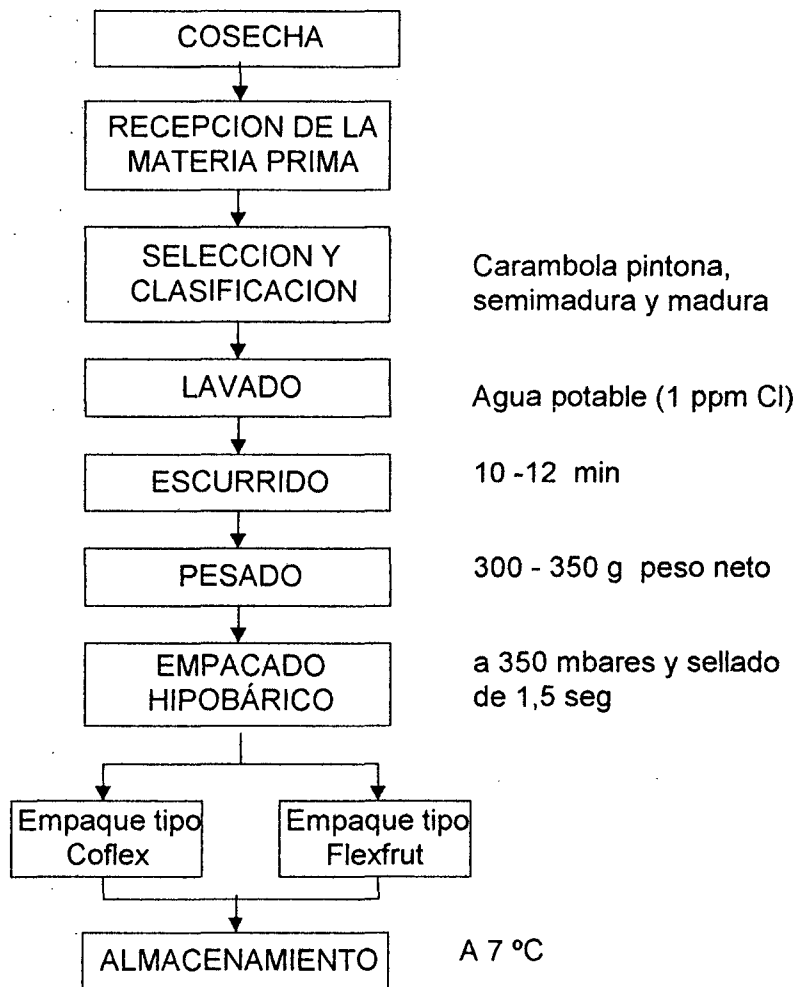 COSECHA
RECEPCION DE LA
MATERIA PRIMA
SELECCION Y
CLASIFICACION
Carambola pintona,
semimadura y madura
LAVADO
Agua potable (1 ppm Cl)
ESCURRIDO
10 -12 min
PESADO
300 - 350 g peso neto
EMPACADO
HIPOBÁRICO
a 350 mbares y sellado
de 1,5 seg
Empaque tipo
Coflex
Empaque tipo
Flexfrut
ALMACENAMIENTO
A 7 ºC